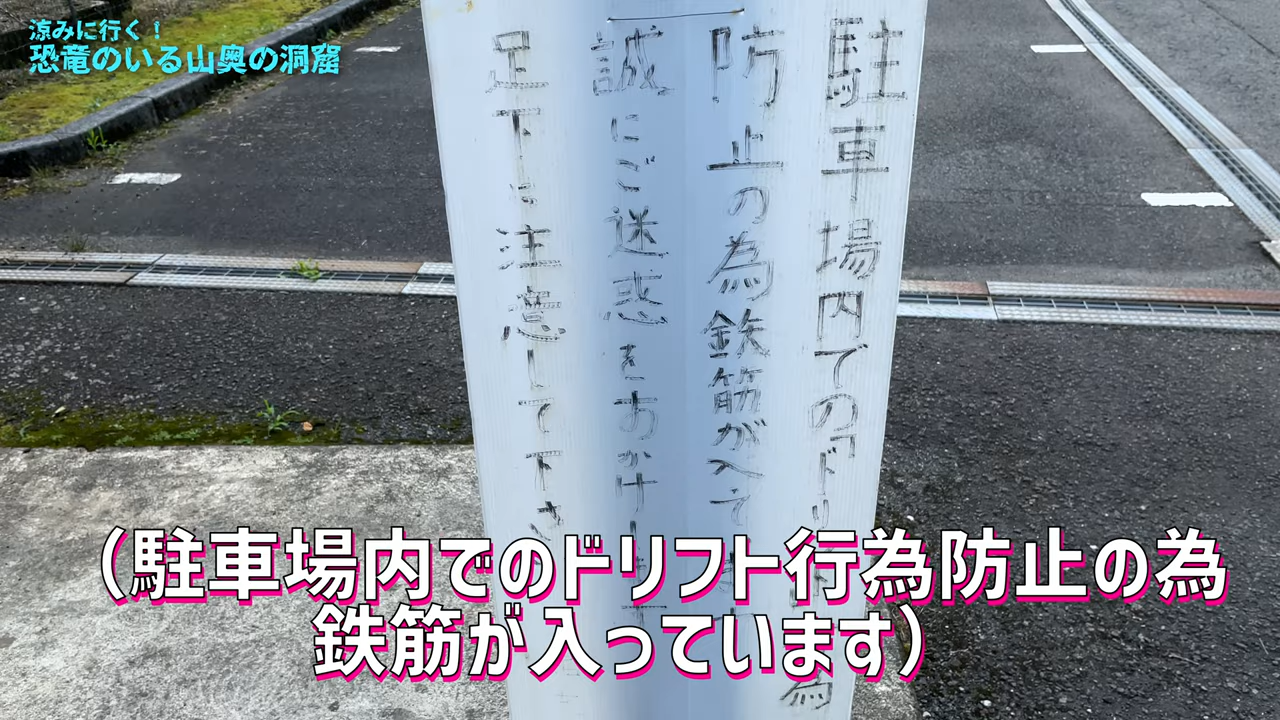 涼みに行く！
恐竜のいる山奥の洞窟
駐車場内でのドリ
為
防止の為鉄筋が入って
誠にご迷惑をおかけ
足下に注意して下さ
（駐車場内でのドリフト行為防止の為
鉄筋が入っています）